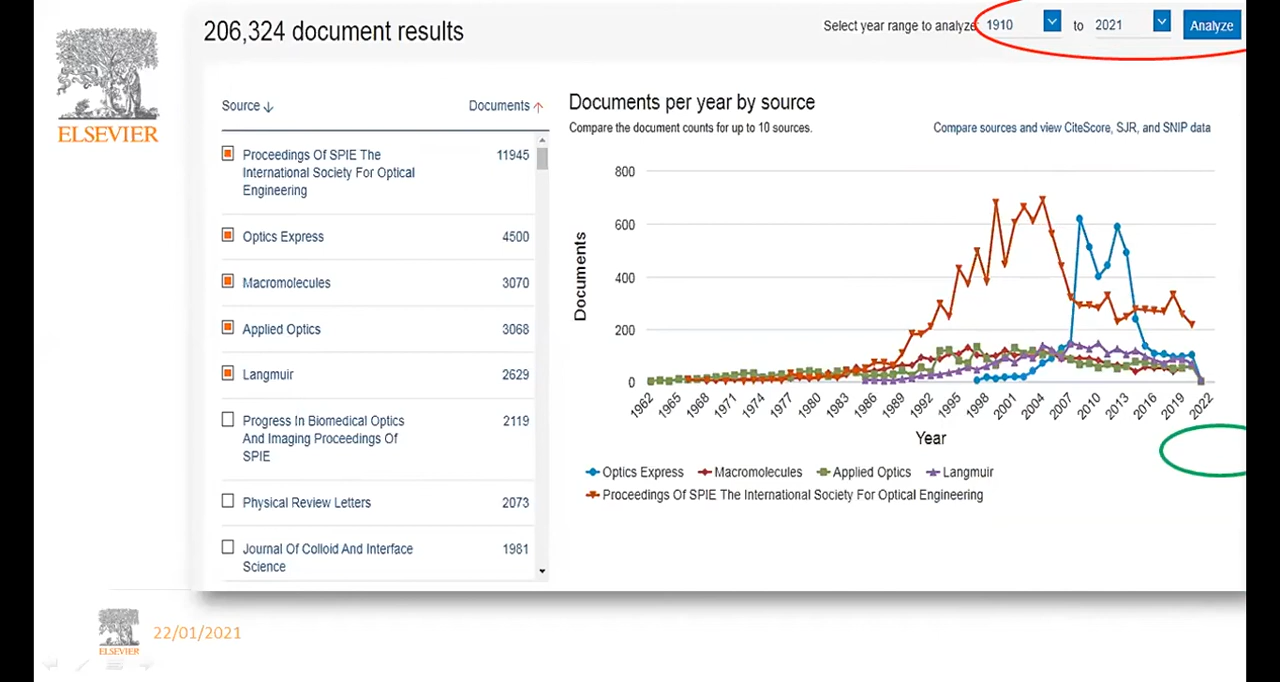 206,324 document results
Select year range to analyze: 1910 to 2021 Analyze
ELSEVIER
Source Documents
Proceedings Of SPIE The
International Society For Optical
Engineering
11945
Optics Express 4500
Macromolecules 3070
Applied Optics 3068
Langmuir 2629
Progress In Biomedical Optics
And Imaging Proceedings Of
SPIE
2119
Physical Review Letters 2073
Journal Of Colloid And Interface
Science
1981
Documents per year by source
Compare the document counts for up to 10 sources.
Compare sources and view CiteScore, SJR, and SNIP data
800
600
400
200
0
Documents
1962 1965 1968 1971 1974 1977 1980 1983 1986 1989 1992 1995 1998 2001 2004 2007 2010 2013 2016 2019 2022
Year
Optics Express Macromolecules Applied Optics Langmuir
Proceedings Of SPIE The International Society For Optical Engineering
ELSEVIER
22/01/2021